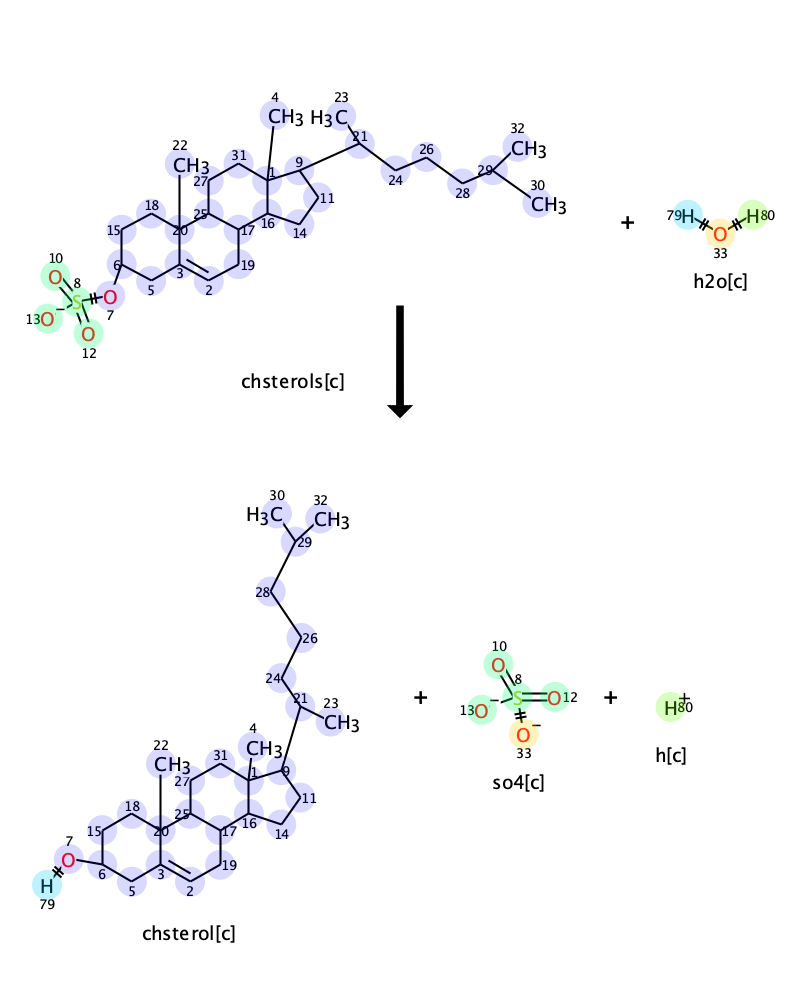 4
CH3
23
H3C
21
22
CH3
31
9
1
26
32
CH3
29
24
28
30
CH3
27
11
18
25
16
14
15
20
17
+
79H
H80
O
33
h2o[c]
6
3
19
5
2
10
O
8
S
O
7
13O−
O
12
chsterols[c]
30
H3C
32
CH3
29
28
26
24
21
23
CH3
4
CH3
22
CH3
31
1
9
27
11
18
25
16
14
15
20
17
7
O
6
3
19
H
79
5
2
chsterol[c]
+
10
O
8
S
O12
13O−
O−
33
so4[c]
+
H+
80
h[c]